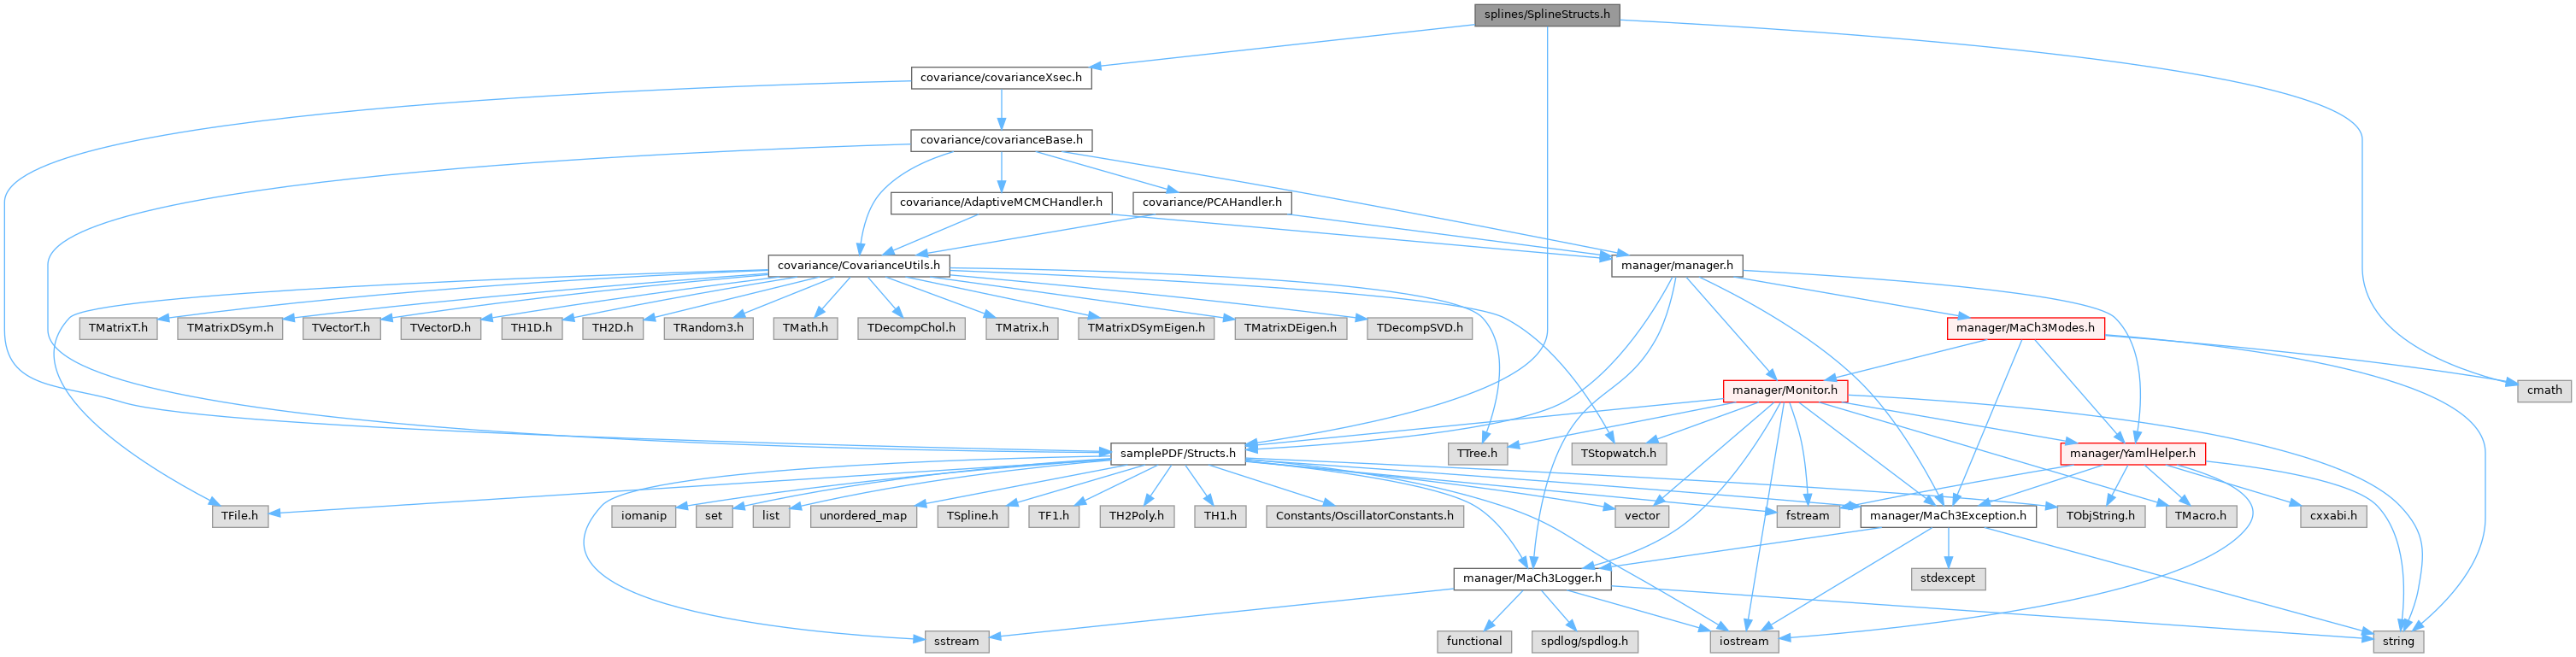 splines/SplineStructs.h
covariance/covarianceXsec.h
covariance/covarianceBase.h
covariance/AdaptiveMCMCHandler.h
covariance/PCAHandler.h
covariance/CovarianceUtils.h
manager/manager.h
TMatrixT.h
TMatrixDSym.h
TVectorT.h
TVectorD.h
TH1D.h
TH2D.h
TRandom3.h
TMath.h
TDecompChol.h
TMatrix.h
TMatrixDSymEigen.h
TMatrixDEigen.h
TDecompSVD.h
manager/MaCh3Modes.h
manager/Monitor.h
cmath
samplePDF/Structs.h
TTree.h
TStopwatch.h
manager/YamlHelper.h
TFile.h
iomanip
set
list
unordered_map
TSpline.h
TF1.h
TH2Poly.h
TH1.h
Constants/OscillatorConstants.h
vector
fstream
manager/MaCh3Exception.h
TObjString.h
TMacro.h
cxxabi.h
manager/MaCh3Logger.h
stdexcept
sstream
functional
spdlog/spdlog.h
iostream
string